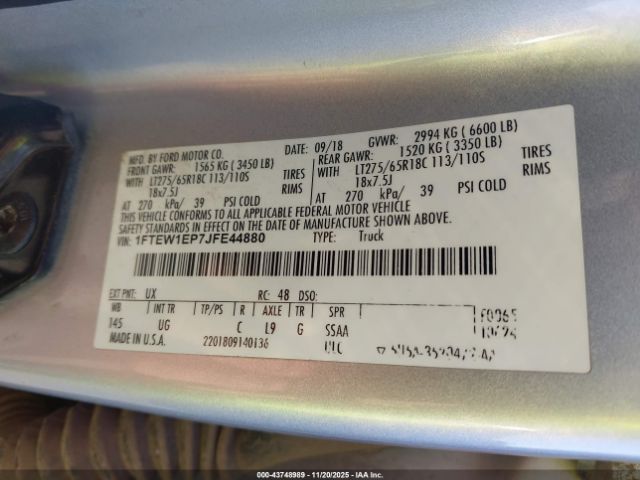 MFD. BY FORD MOTOR CO. DATE: 09/18 GVWR: 2994 KG ( 6600 LB)
FRONT GAWR: 1565 KG ( 3450 LB) REAR GAWR: 1520 KG ( 3350 LB)
WITH LT275/65R18C 113/110S TIRES WITH LT275/65R18C 113/110S TIRES
18x7.5J RIMS 18x7.5J RIMS
AT 270 kPa/ 39 PSI COLD AT 270 kPa/ 39 PSI COLD
THIS VEHICLE CONFORMS TO ALL APPLICABLE FEDERAL MOTOR VEHICLE
SAFETY STANDARDS IN EFFECT ON THE DATE OF MANUFACTURE SHOWN ABOVE.
VIN: 1FTEW1EP7JFE44880 TYPE: Truck
EXT PNT: UX RC: 48 DSO:
WB INT TR TP/PS R AXLE TR SPR
145 UG C L9 G SSAA
MADE IN U.S.A. 2201809140136 ULC
000-43748989 — 11/20/2025 — IAA Inc.